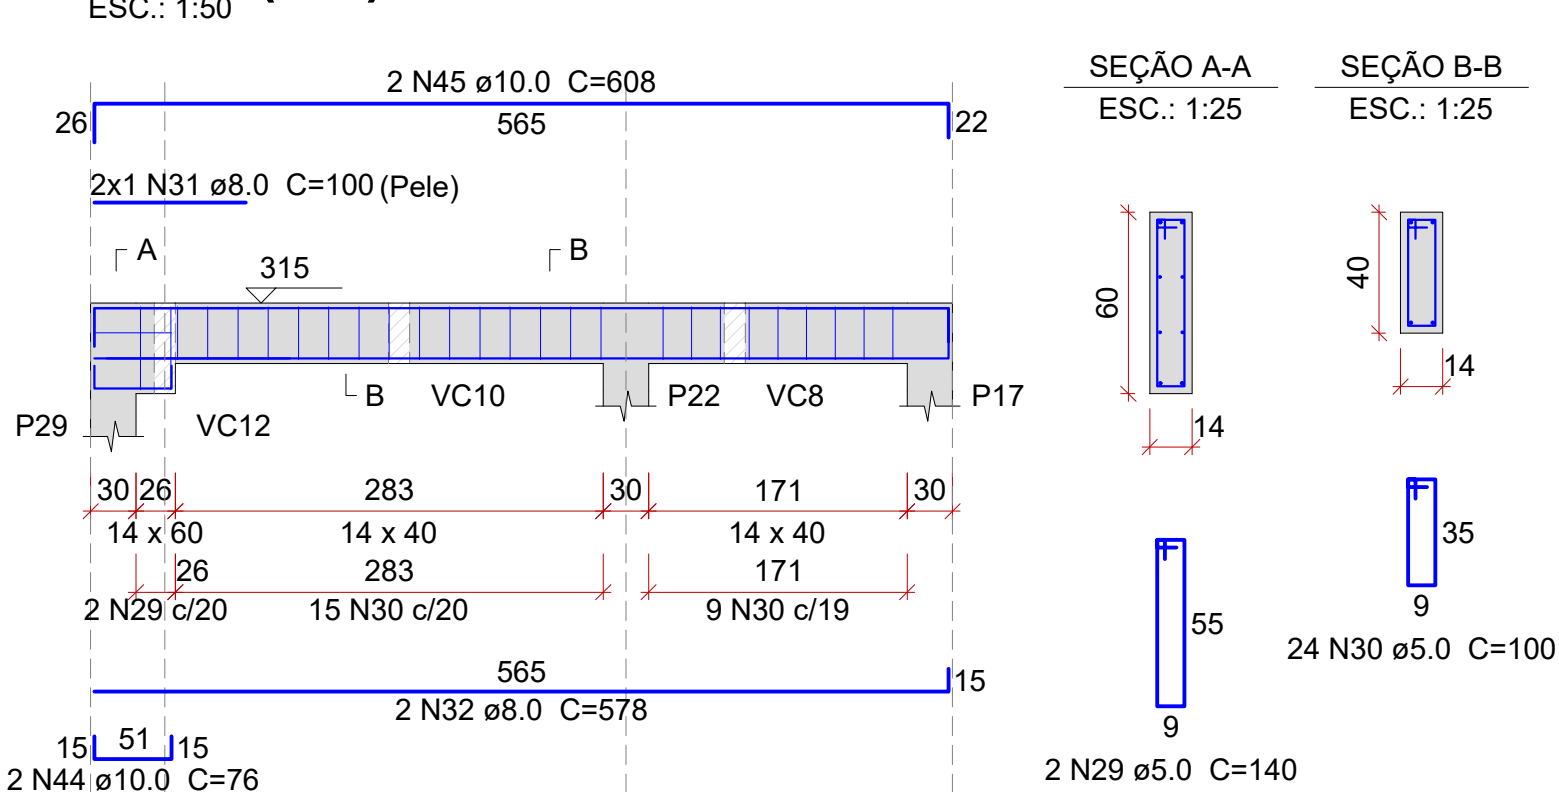 ESC.: 1:50
2 N45 ø10.0 C=608
26
565
22
2x1 N31 ø8.0 C=100 (Pele)
A
B
315
B
VC10
P22
VC8
P17
P29
VC12
30
26
283
30
171
30
14 x 60
14 x 40
14 x 40
26
283
171
2 N29 c/20
15 N30 c/20
9 N30 c/19
565
15
2 N32 ø8.0 C=578
15
51
15
2 N44 ø10.0 C=76
SEÇÃO A-A
ESC.: 1:25
60
14
55
9
2 N29 ø5.0 C=140
SEÇÃO B-B
ESC.: 1:25
40
14
35
9
24 N30 ø5.0 C=100